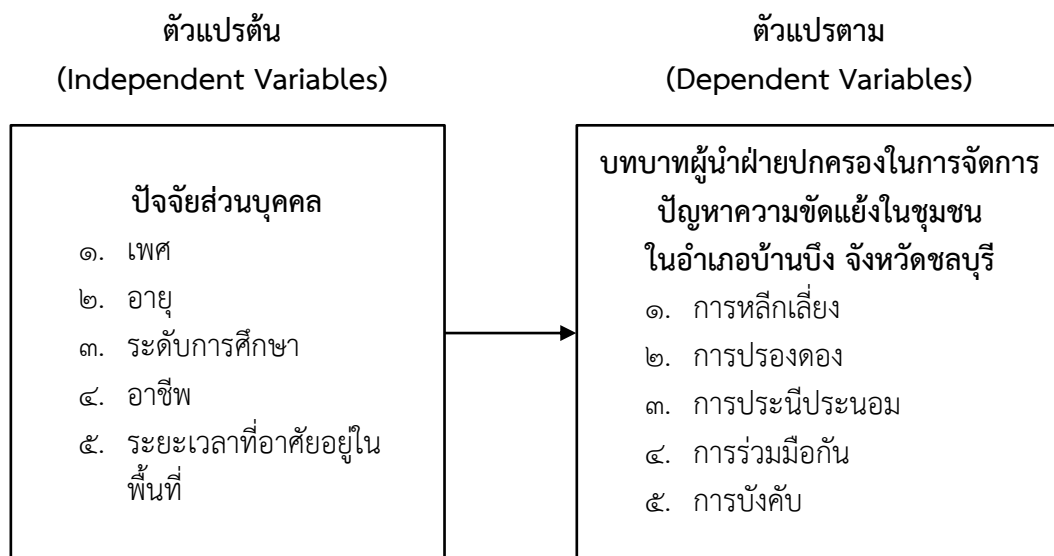 ตัวแปรต้น
(Independent Variables)
ปัจจัยส่วนบุคคล
๑. เพศ
๒. อายุ
๓. ระดับการศึกษา
๔. อาชีพ
๕. ระยะเวลาที่อาศัยอยู่ใน
พื้นที่
ตัวแปรตาม
(Dependent Variables)
บทบาทผู้นำฝ่ายปกครองในการจัดการ
ปัญหาความขัดแย้งในชุมชน
ในอำเภอบ้านบึง จังหวัดชลบุรี
๑. การหลีกเลี่ยง
๒. การปรองดอง
๓. การประนีประนอม
๔. การร่วมมือกัน
๕. การบังคับ